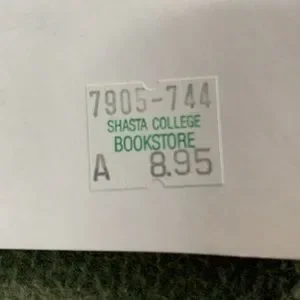 7905-744
SHASTA COLLEGE
BOOKSTORE
A 8.95